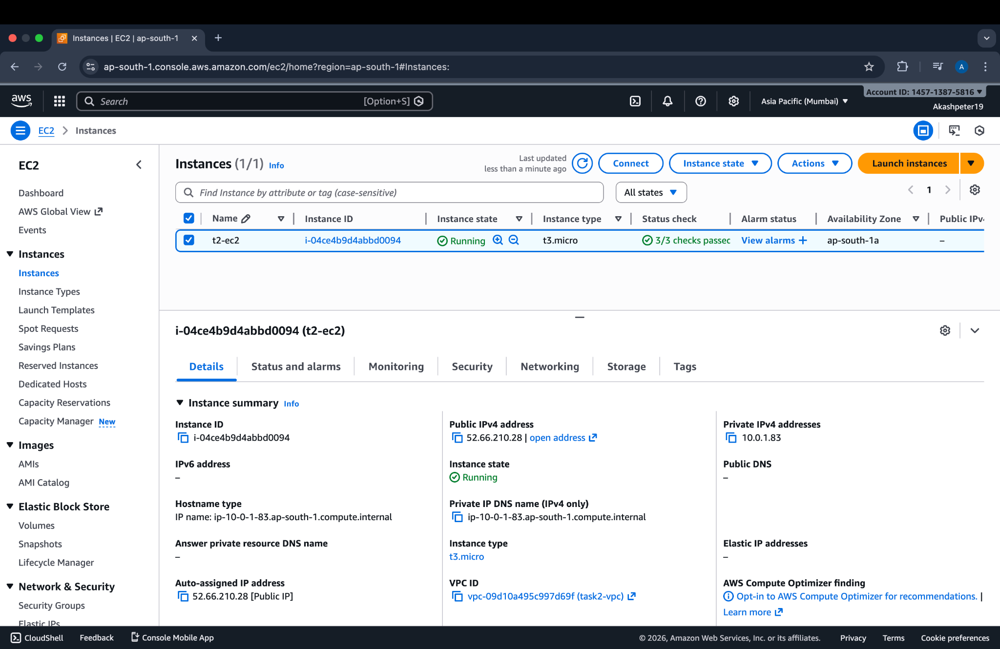 Instances | EC2 | ap-south-1
ap-south-1.console.aws.amazon.com/ec2/home?region=ap-south-1#Instances:
A
aws
Search
[Option+S]
Asia Pacific (Mumbai)
Account ID: 1457-1387-5816
Akashpeter19
EC2
Instances
EC2
Dashboard
AWS Global View
Events
Instances
Instances
Instance Types
Launch Templates
Spot Requests
Savings Plans
Reserved Instances
Dedicated Hosts
Capacity Reservations
Capacity Manager New
Images
AMIs
AMI Catalog
Elastic Block Store
Volumes
Snapshots
Lifecycle Manager
Network & Security
Security Groups
Elastic IPs
Instances (1/1) Info
Last updated
less than a minute ago
Connect
Instance state
Actions
Launch instances
Find Instance by attribute or tag (case-sensitive)
All states
1
Name Instance ID Instance state Instance type Status check Alarm status Availability Zone Public IPv4
t2-ec2 i-04ce4b9d4abbd0094 Running t3.micro 3/3 checks passec View alarms + ap-south-1a –
i-04ce4b9d4abbd0094 (t2-ec2)
Details Status and alarms Monitoring Security Networking Storage Tags
Instance summary Info
Instance ID
i-04ce4b9d4abbd0094
Public IPv4 address
52.66.210.28 | open address
Private IPv4 addresses
10.0.1.83
IPv6 address
–
Instance state
Running
Public DNS
–
Hostname type
IP name: ip-10-0-1-83.ap-south-1.compute.internal
Private IP DNS name (IPv4 only)
ip-10-0-1-83.ap-south-1.compute.internal
Answer private resource DNS name
–
Instance type
t3.micro
Elastic IP addresses
–
Auto-assigned IP address
52.66.210.28 [Public IP]
VPC ID
vpc-09d10a495c997d69f (task2-vpc)
AWS Compute Optimizer finding
Opt-in to AWS Compute Optimizer for recommendations. |
Learn more
CloudShell
Feedback
Console Mobile App
© 2026, Amazon Web Services, Inc. or its affiliates.
Privacy
Terms
Cookie preferences